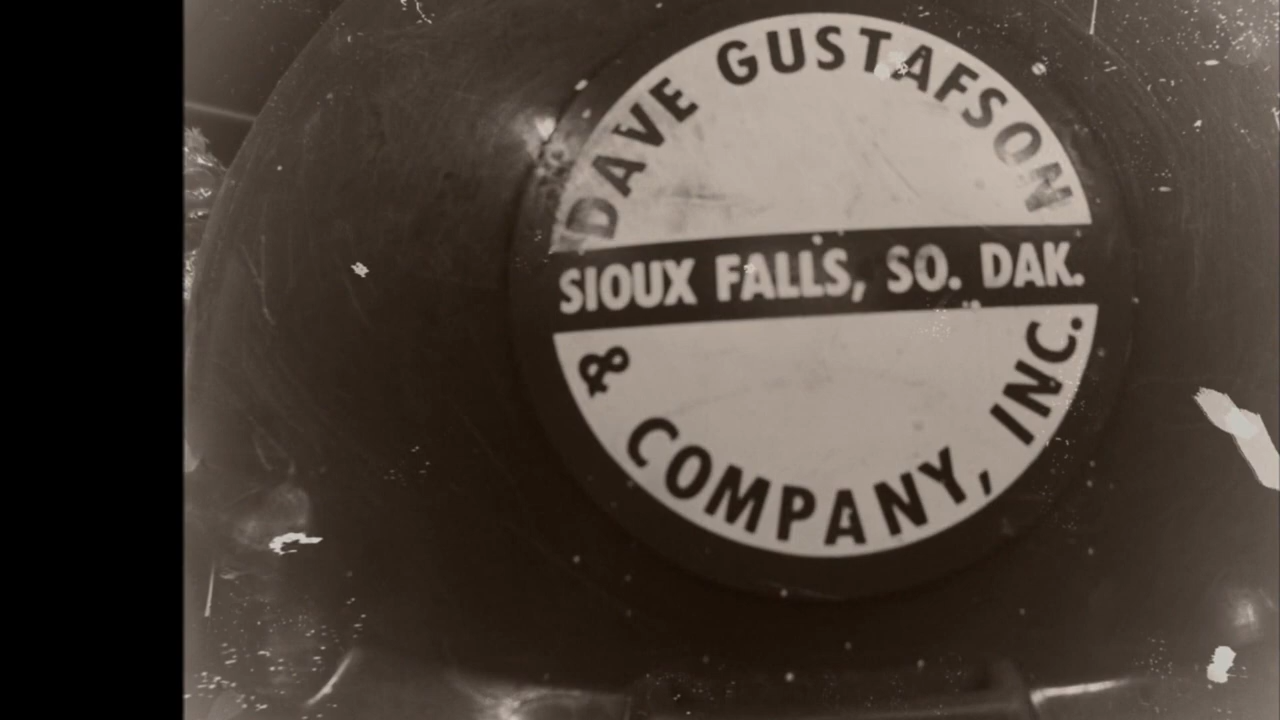 DAVE GUSTAFSON
SIOUX FALLS, SO. DAK.
& COMPANY, INC.